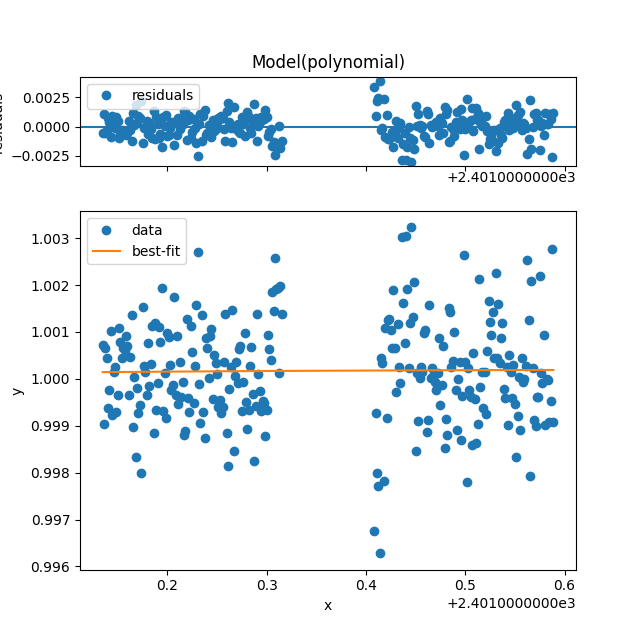 Model(polynomial)
residuals
0.0025
0.0000
−0.0025
residuals
+2.4010000000e3
data
best-fit
1.003
1.002
1.001
1.000
0.999
0.998
0.997
0.996
y
0.2 0.3 0.4 0.5 0.6
x
+2.4010000000e3